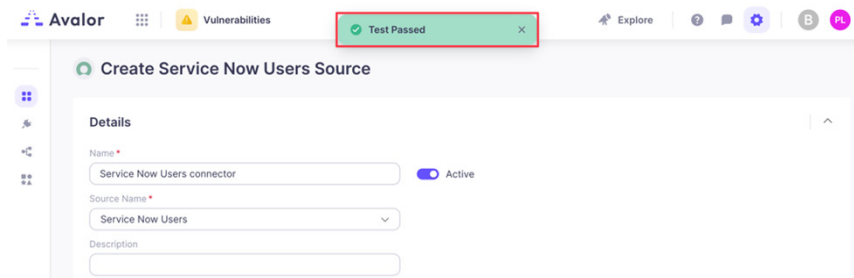 Avalor
Vulnerabilities
Test Passed
Explore
B
PL
Create Service Now Users Source
Details
Name *
Service Now Users connector
Active
Source Name *
Service Now Users
Description